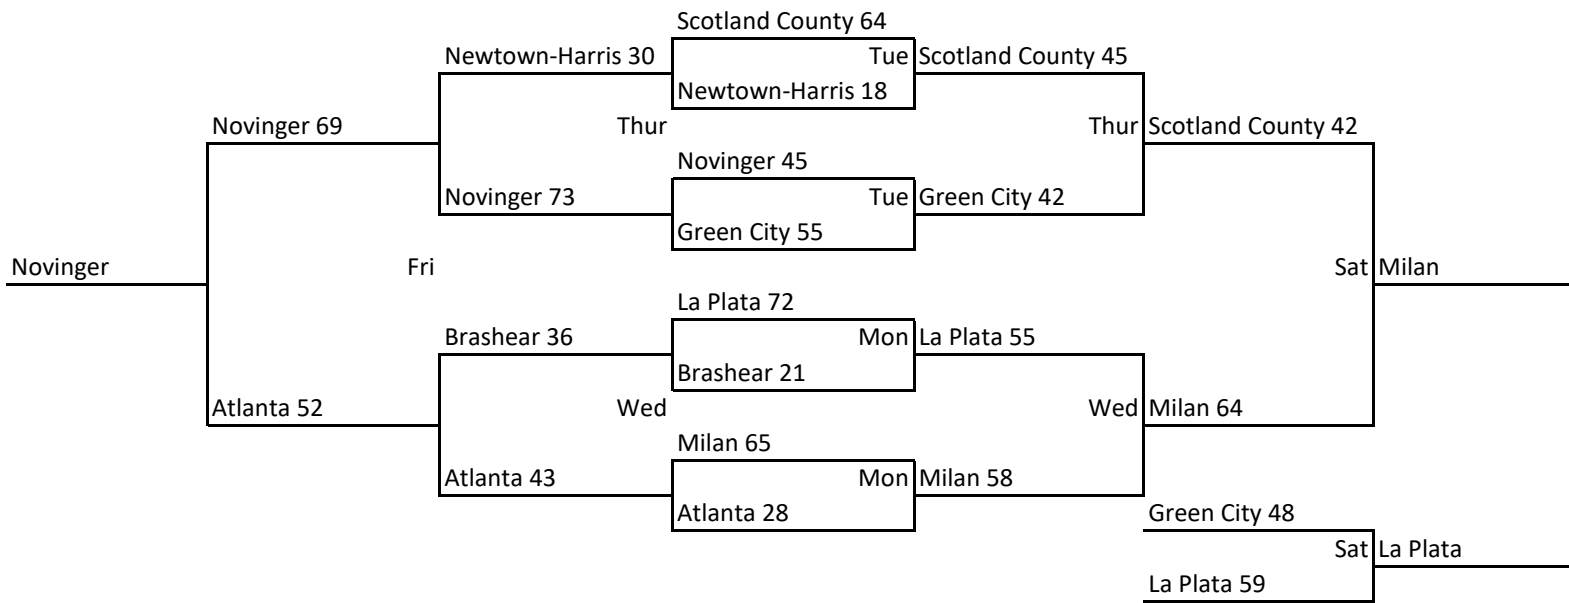 Scotland County 64
Newtown-Harris 30
Tue Scotland County 45
Newtown-Harris 18
Novinger 69
Thur
Thur Scotland County 42
Novinger 45
Novinger 73
Tue Green City 42
Green City 55
Novinger
Fri
Sat Milan
La Plata 72
Brashear 36
Mon La Plata 55
Brashear 21
Atlanta 52
Wed
Wed Milan 64
Milan 65
Atlanta 43
Mon Milan 58
Atlanta 28
Green City 48
Sat La Plata
La Plata 59